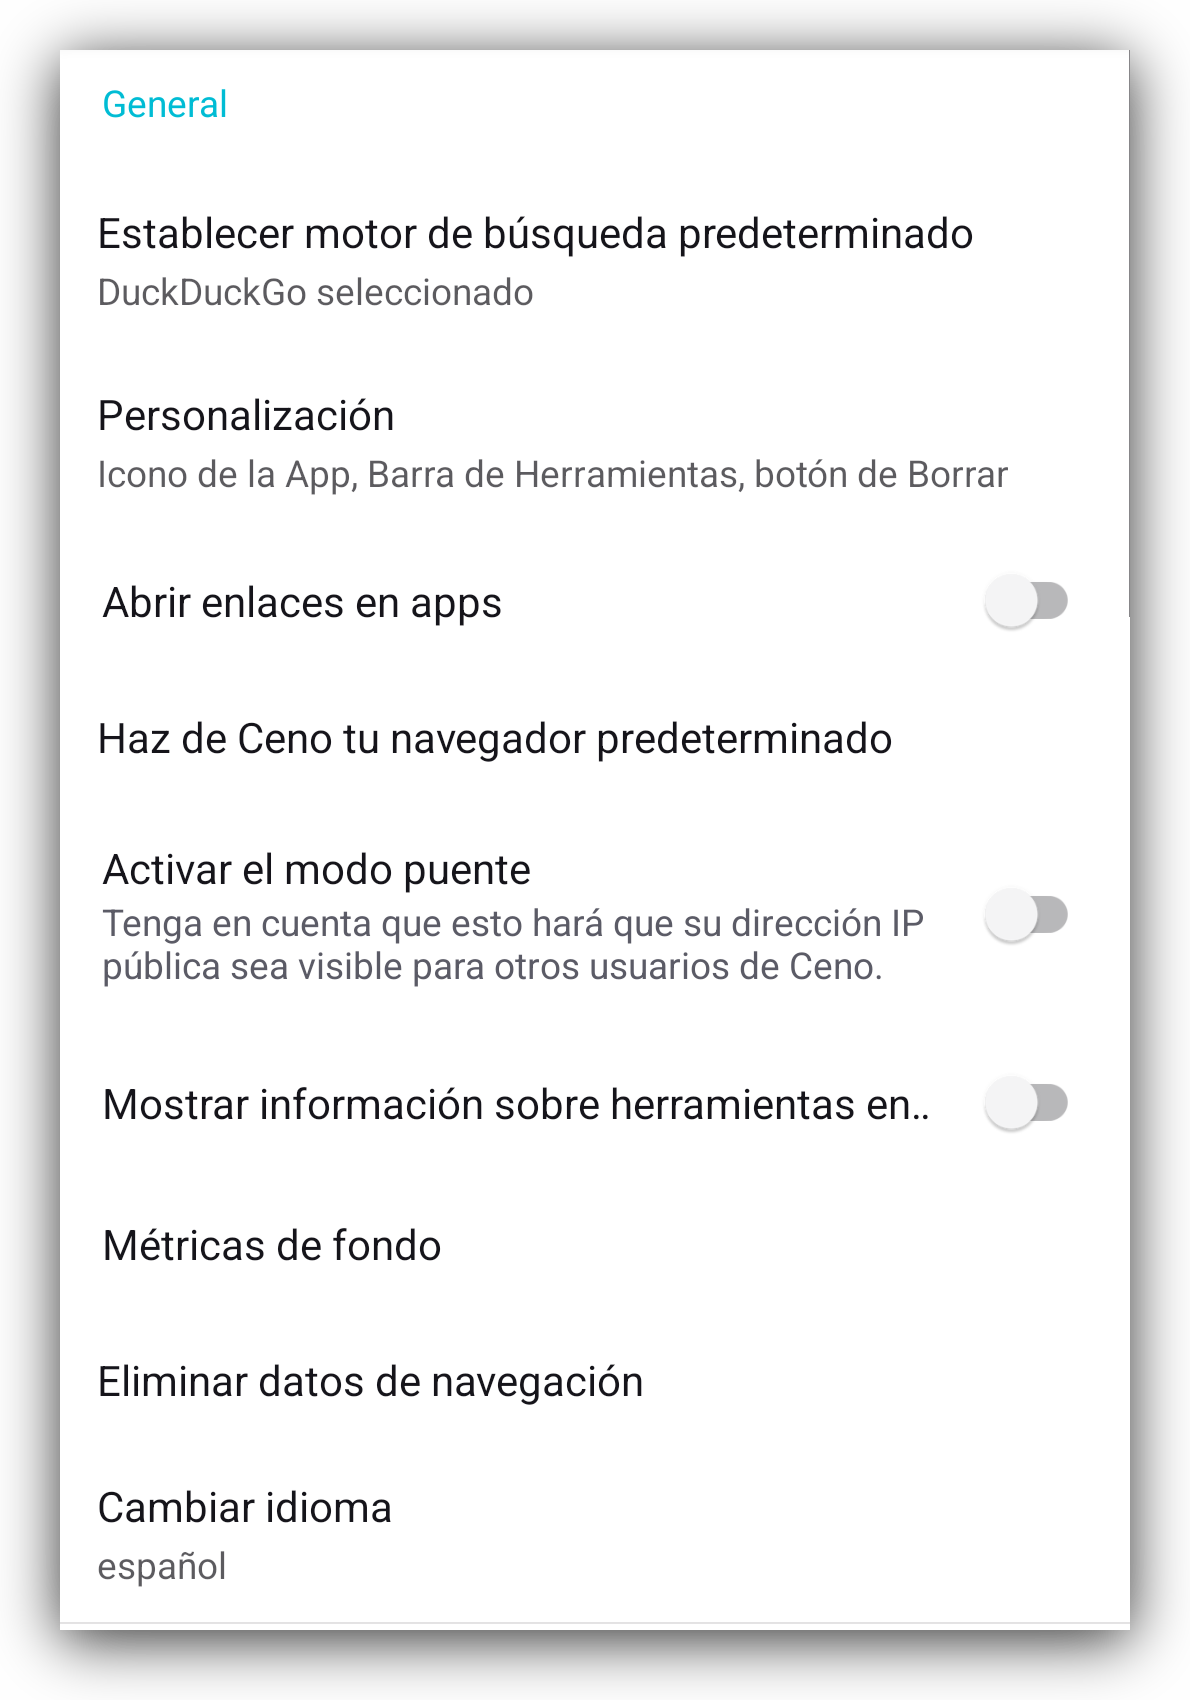 General
Establecer motor de búsqueda predeterminado
DuckDuckGo seleccionado
Personalización
Icono de la App, Barra de Herramientas, botón de Borrar
Abrir enlaces en apps
Haz de Ceno tu navegador predeterminado
Activar el modo puente
Tenga en cuenta que esto hará que su dirección IP
pública sea visible para otros usuarios de Ceno.
Mostrar información sobre herramientas en..
Métricas de fondo
Eliminar datos de navegación
Cambiar idioma
español